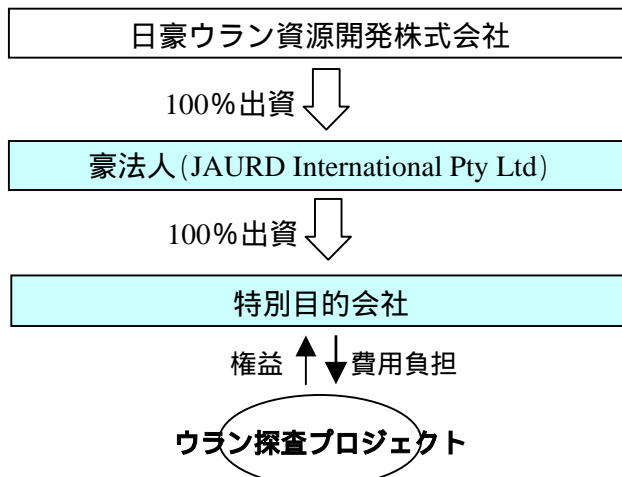 日豪ウラン資源開発株式会社
100%出資
豪法人(JAURD International Pty Ltd)
100%出資
特別目的会社
権益 費用負担
ウラン探査プロジェクト